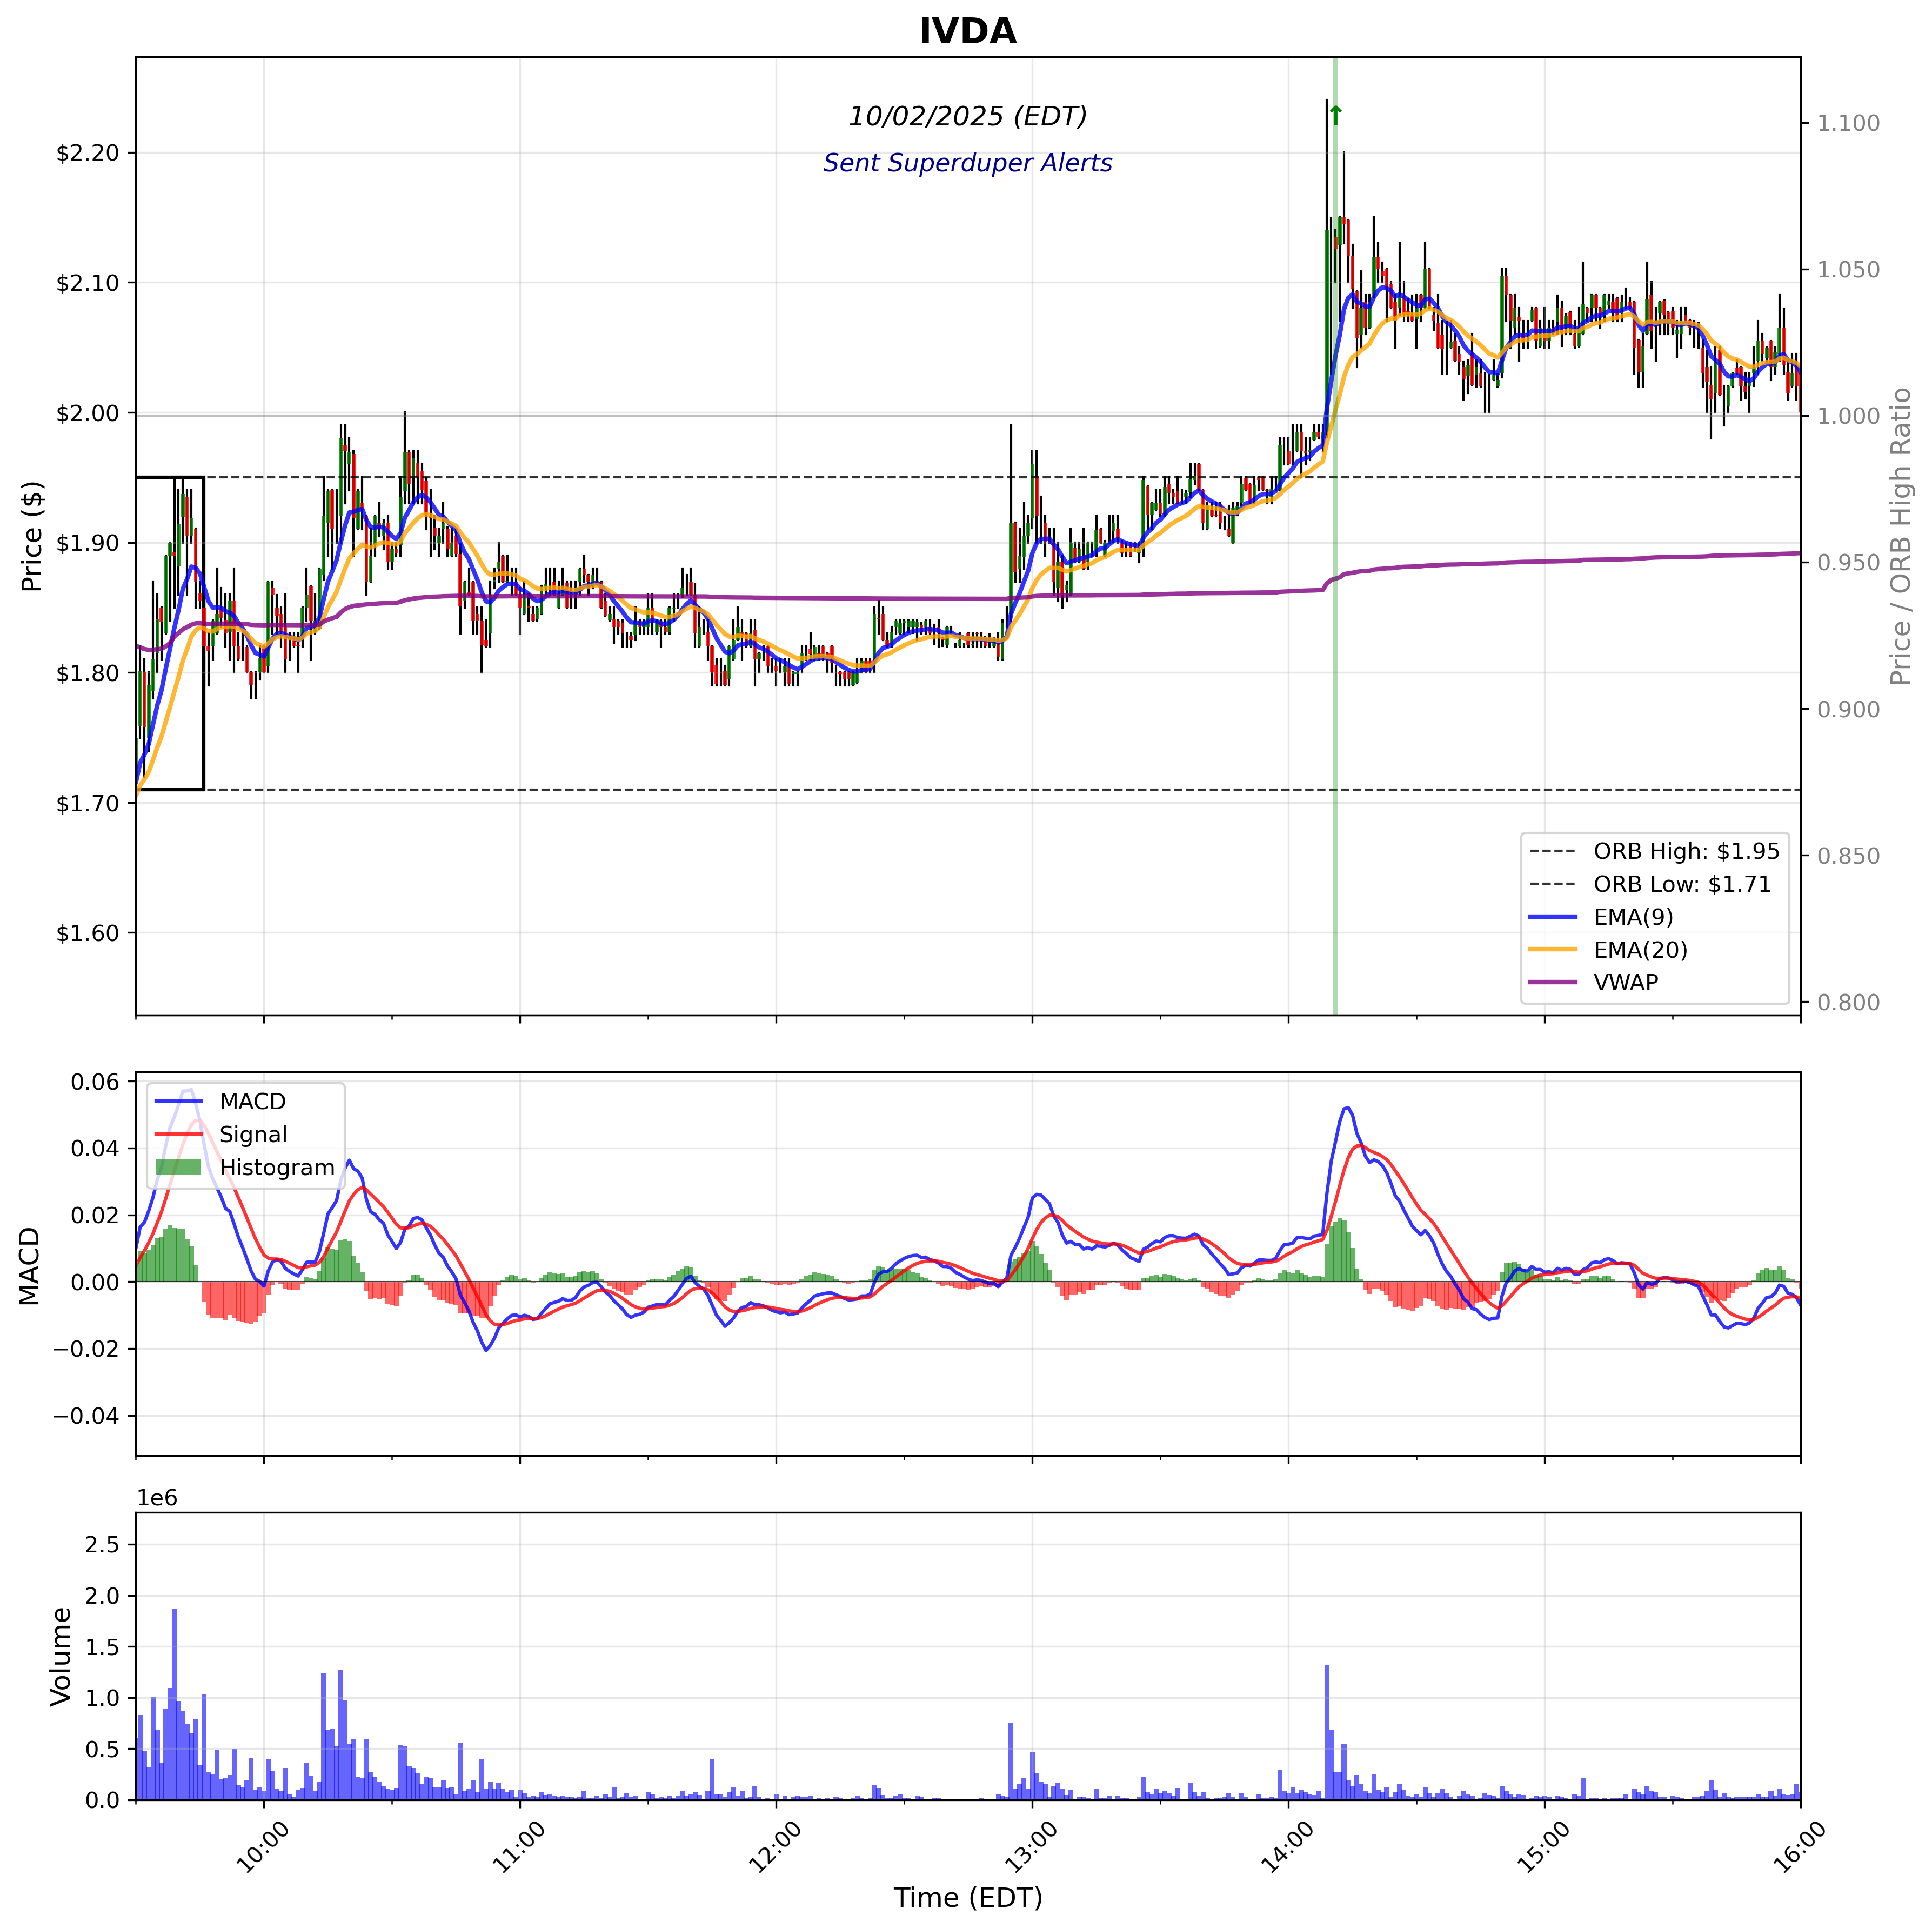 IVDA
10/02/2025 (EDT)
Sent Superduper Alerts
Price ($)
$2.20
$2.10
$2.00
$1.90
$1.80
$1.70
$1.60
1.100
1.050
1.000
0.950
0.900
0.850
0.800
Price / ORB High Ratio
ORB High: $1.95
ORB Low: $1.71
EMA(9)
EMA(20)
VWAP
MACD
0.06
0.04
0.02
0.00
−0.02
−0.04
MACD
Signal
Histogram
1e6
Volume
2.5
2.0
1.5
1.0
0.5
0.0
10:00
11:00
12:00
13:00
14:00
15:00
16:00
Time (EDT)